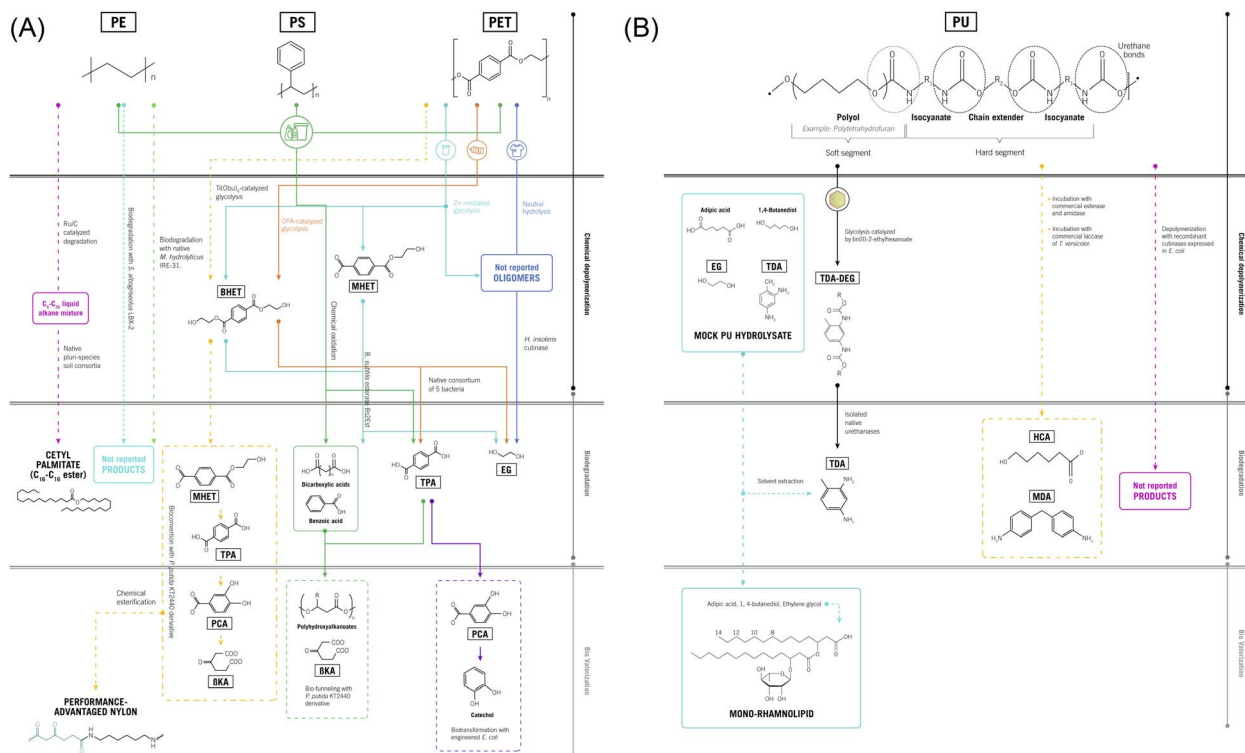 (A)
PE
PS
PET
n
n
n
Ru/C
catalyzed
degradation
Biodegradation with S. albogriseolus LBX-2
Biodegradation
with native
M. hydrolyticus
IRE-31.
Ti(Obu)4-catalyzed
glycolysis
DPA-catalyzed
glycolysis
Zn-mediated
glycolysis
Neutral
hydrolysis
BHET
MHET
Not reported
OLIGOMERS
liquid
alkane mixture
Native
pluri-species
soil consortia
Chemical oxidation
B. subtilis esterase Bs2Est
Native consortium
of 5 bacteria
H. insolens
cutinase
Chemical depolymerization
CETYL
PALMITATE
(C16-C16 ester)
Not reported
PRODUCTS
MHET
TPA
PCA
ßKA
Bioconvertion with P. putida KT2440 derivative
Dicarboxylic acids
Benzoic acid
TPA
EG
Biodegradation
Chemical
esterification
PERFORMANCE-
ADVANTAGED NYLON
Polyhydroxyalkanoates
ßKA
Bio-funneling with
P. putida KT2440
derivative
PCA
Catechol
Biotransformation with
engineered E. coli
Bio Valorization
(B)
PU
Urethane
bonds
Polyol
Isocyanate
Chain extender
Isocyanate
Example: Polytetrahydrofuran
Soft segment
Hard segment
Adipic acid
1,4-Butanediol
EG
TDA
MOCK PU HYDROLYSATE
Glycolysis catalyzed
by tin(II)-2-ethylhexanoate
TDA-DEG
• Incubation with
commercial esterase
and amidase
• Incubation with
commercial laccase
of T. versicolor.
Depolymerization
with recombinant
cutinases expressed
in E. coli
Chemical depolymerization
Isolated
native
urethanases
Solvent extraction
TDA
HCA
MDA
Not reported
PRODUCTS
Biodegradation
Adipic acid, 1, 4-butanediol, Ethylene glycol
14 12 10 8
MONO-RHAMNOLIPID
Bio Valorization